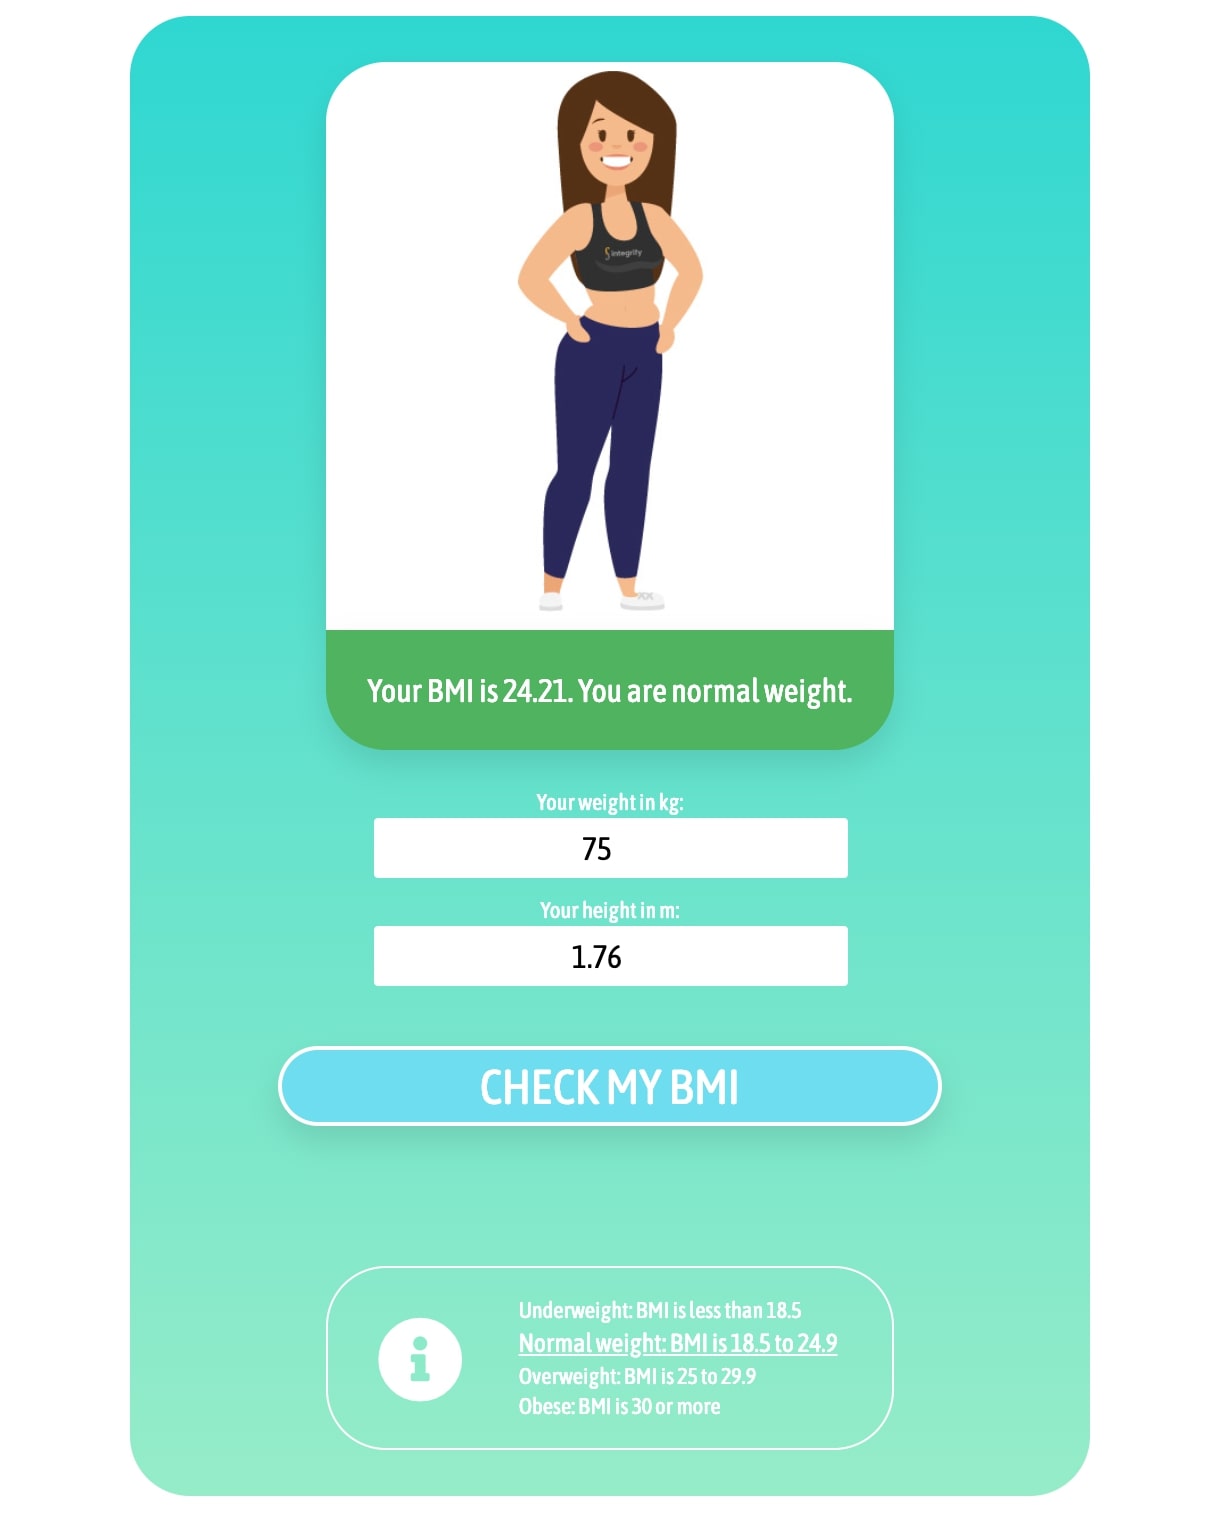 integrify
Your BMI is 24.21. You are normal weight.
Your weight in kg:
75
Your height in m:
1.76
CHECK MY BMI
Underweight: BMI is less than 18.5
Normal weight: BMI is 18.5 to 24.9
Overweight: BMI is 25 to 29.9
Obese: BMI is 30 or more